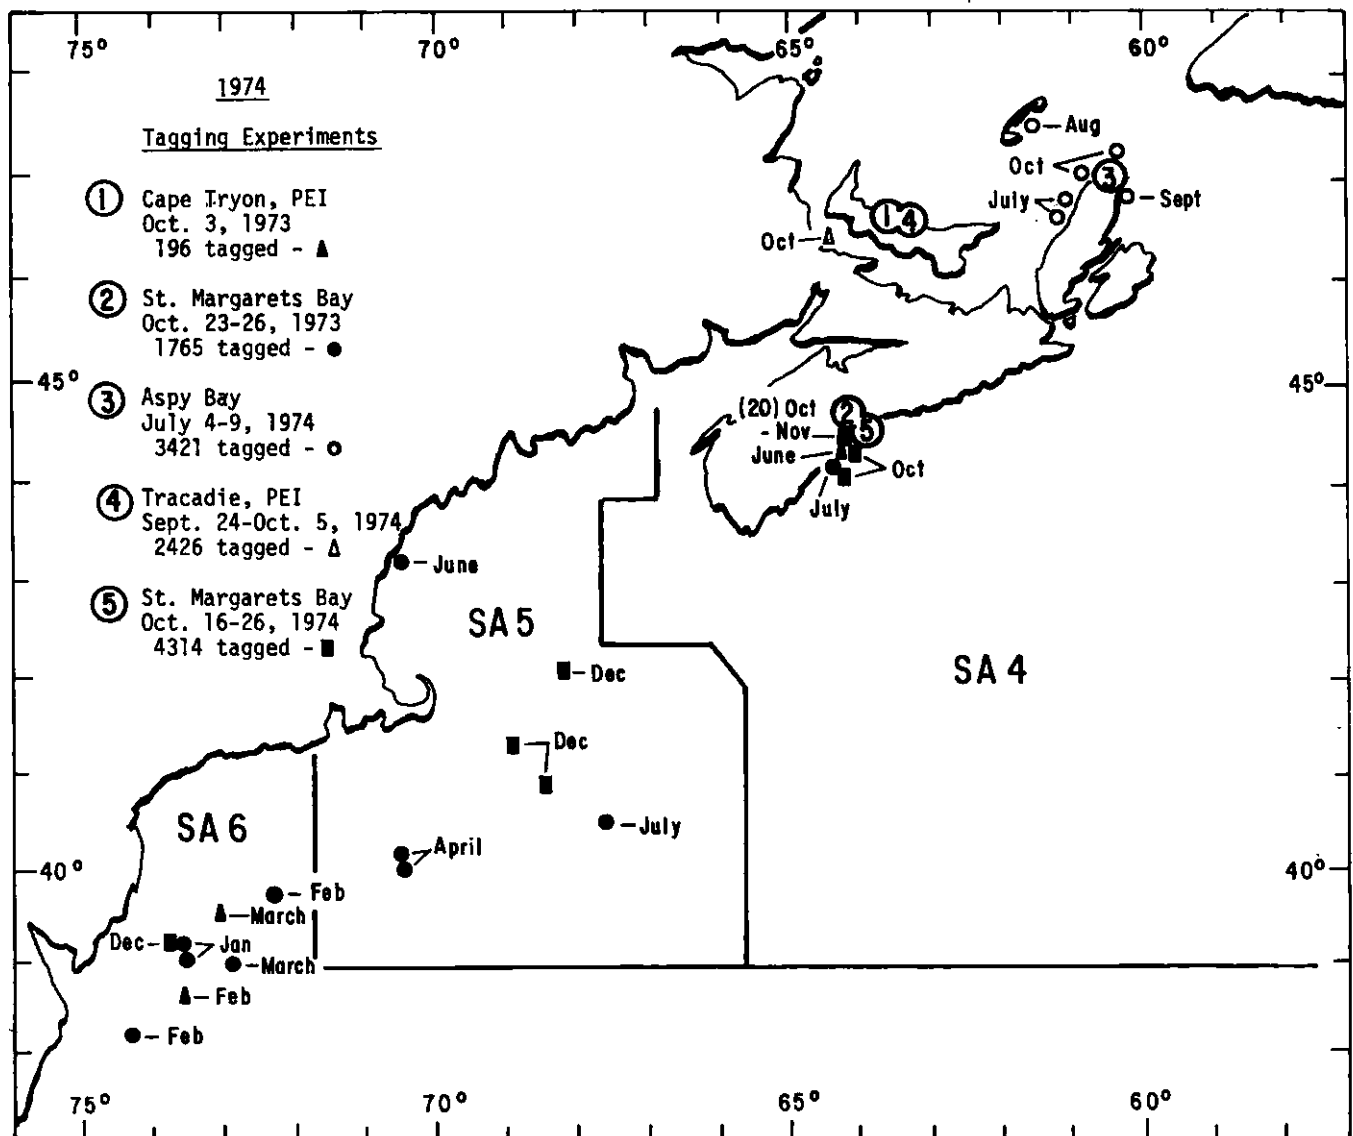 75° 70° 65° 60°
1974
Tagging Experiments
1 Cape Tryon, PEI
Oct. 3, 1973
196 tagged - ▲
2 St. Margarets Bay
Oct. 23-26, 1973
1765 tagged - ●
3 Aspy Bay
July 4-9, 1974
3421 tagged - o
4 Tracadie, PEI
Sept. 24-Oct. 5, 1974
2426 tagged - Δ
5 St. Margarets Bay
Oct. 16-26, 1974
4314 tagged - ■
Aug
Oct
3
July
Sept
1 4
Oct
45°
45°
(20) Oct
2
- Nov
5
June
Oct
July
June
SA 5
SA 4
Dec
Dec
July
SA 6
April
40°
40°
Feb
March
Dec
Jan
March
Feb
Feb
75° 70° 65° 60°